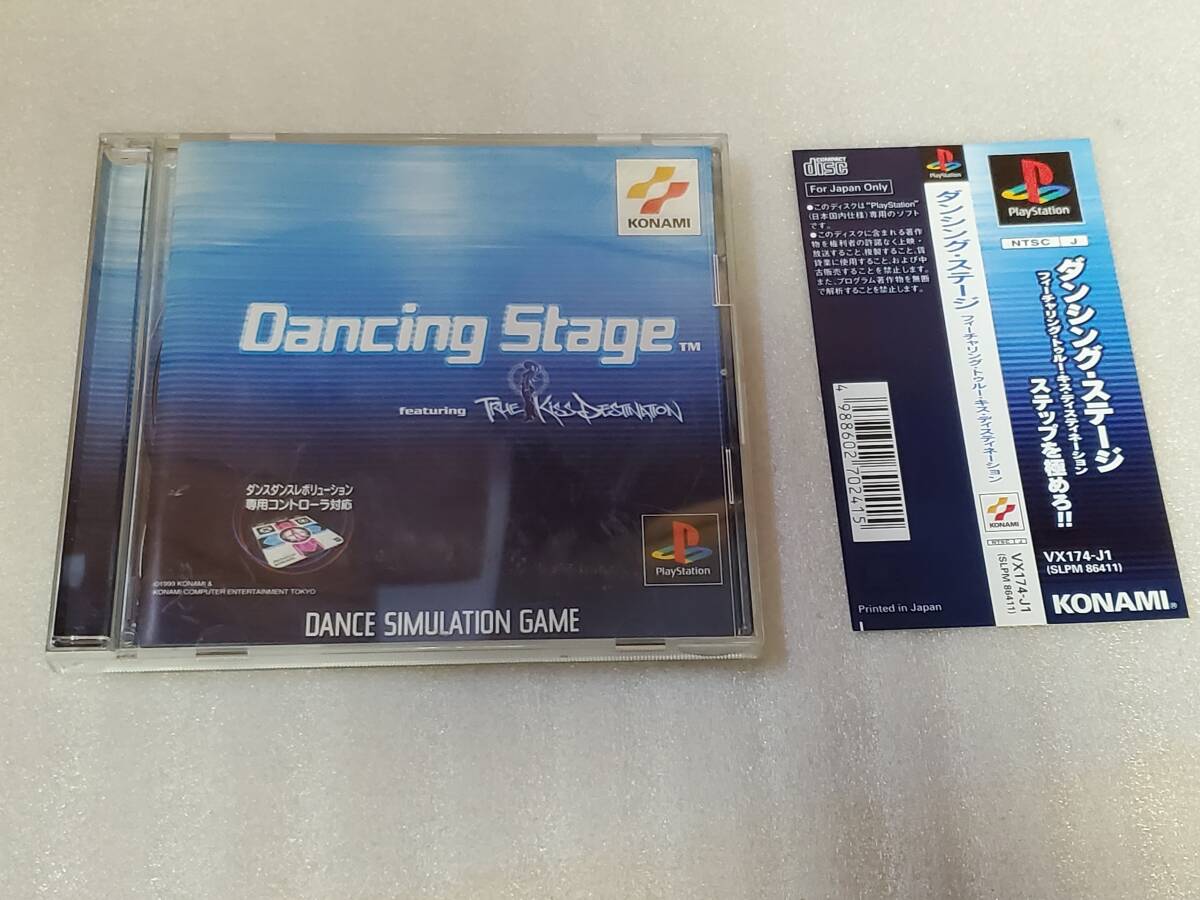 KONAMI
Dancing Stage™
featuring TRUE KISS DESTINATION
ダンスダンスレボリューション
専用コントローラ対応
©1999 KONAMI &
KONAMI COMPUTER ENTERTAINMENT TOKYO
PlayStation
DANCE SIMULATION GAME
COMPACT
disc
For Japan Only
●このディスクは"PlayStation"
(日本国内仕様)専用のソフト
です。
●このディスクに含まれる著作
物を権利者の許諾なく上映・
放送すること、複製すること、賃
貸業に使用すること、および中
古販売することを禁止します。
また、プログラム著作物を無断
で解析することを禁止します。
4 988602 702415
Printed in Japan
PlayStation
ダンシング・ステージ フィーチャリング・トゥルー・キス・ディスティネーション
KONAMI
NTSC J
VX174-J1
(SLPM 86411)
PlayStation
NTSC J
ダンシング・ステージ
フィーチャリング・トゥルー・キス・ディスティネーション
ステップを極めろ!!
VX174-J1
(SLPM 86411)
KONAMI®